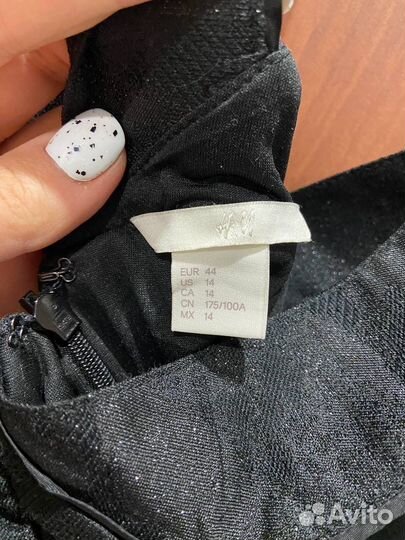 H&M
EUR 44
US 14
CA 14
CN 175/100A
MX 14
Avito